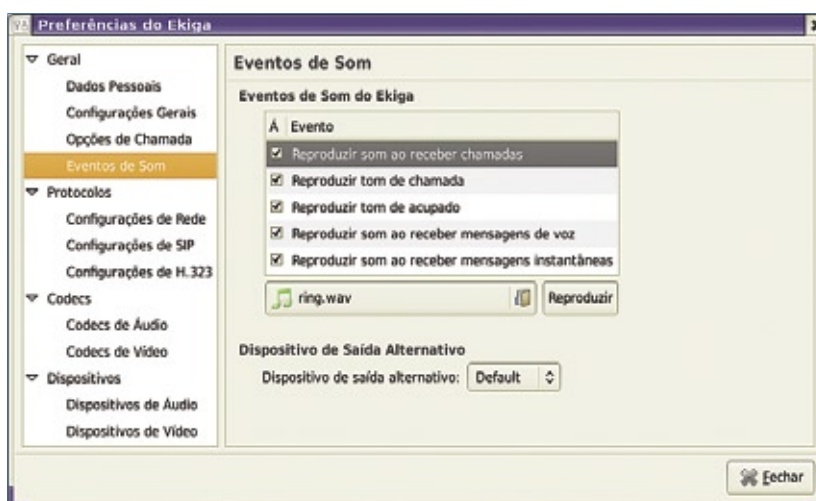 Preferências do Ekiga
Geral
Dados Pessoais
Configurações Gerais
Opções de Chamada
Eventos de Som
Protocolos
Configurações de Rede
Configurações de SIP
Configurações de H.323
Codecs
Codecs de Áudio
Codecs de Vídeo
Dispositivos
Dispositivos de Áudio
Dispositivos de Vídeo
Eventos de Som
Eventos de Som do Ekiga
A Evento
Reproduzir som ao receber chamadas
Reproduzir tom de chamada
Reproduzir tom de acupado
Reproduzir som ao receber mensagens de voz
Reproduzir som ao receber mensagens instantâneas
ring.wav Reproduzir
Dispositivo de Saída Alternativo
Dispositivo de saída alternativo: Default
Fechar